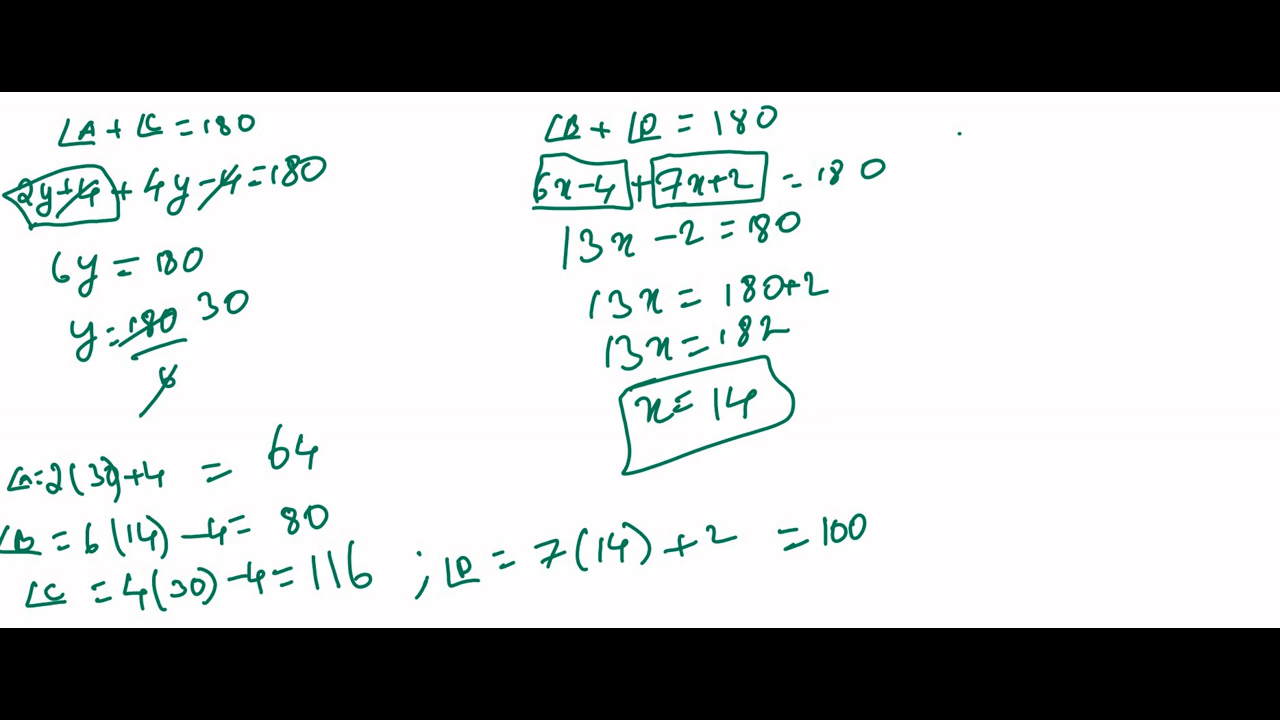 ∠A + ∠C = 180
2y+4 + 4y-4 = 180
6y = 180
y = 180/6 30
∠B + ∠D = 180
6x-4 + 7x+2 = 180
13x - 2 = 180
13x = 180+2
13x = 182
x = 14
∠A = 2(30)+4 = 64
∠B = 6(14) - 4 = 80
∠C = 4(30) - 4 = 116 ; ∠D = 7(14) + 2 = 100